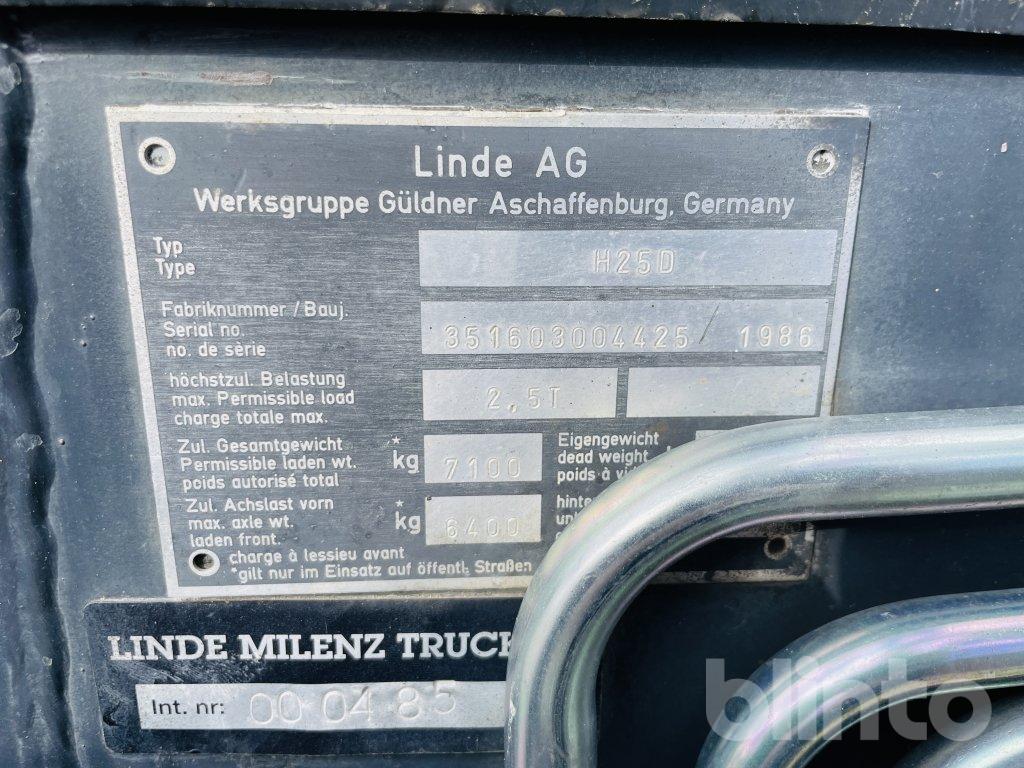 Linde AG
Werksgruppe Güldner Aschaffenburg, Germany
Typ
Type
H25D
Fabriknummer / Bauj.
Serial no.
no. de sèrie
351603004425 / 1986
höchstzul. Belastung
max. Permissible load
charge totale max.
2,5T
Zul. Gesamtgewicht
Permissible laden wt.
poids autorisé total
* kg
7100
Eigengewicht
dead weight
poids à
Zul. Achslast vorn
max. axle wt.
laden front.
charge à lessieu avant
* kg
6400
*gilt nur im Einsatz auf öffentl. Straßen
LINDE MILENZ TRUCK
Int. nr: 00 04 85
blinto